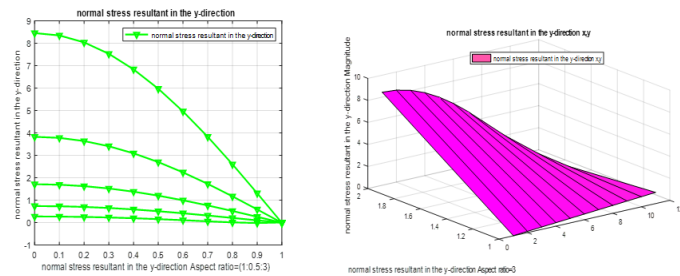 normal stress resultant in the y-direction
normal stress resultant in the y-direction
normal stress resultant in the y-direction
9
8
7
6
5
4
3
2
1
0
-1
0 0.1 0.2 0.3 0.4 0.5 0.6 0.7 0.8 0.9 1
normal stress resultant in the y-direction Aspect ratio=(1:0.5:3)
normal stress resultant in the y-direction x,y
normal stress resultant in the y-direction x,y
normal stress resultant in the y-direction Magnitude
10
8
6
4
2
0
2
1.8
1.6
1.4
1.2
1
0 2 4 6 8 10
normal stress resultant in the y-direction Aspect ratio=3